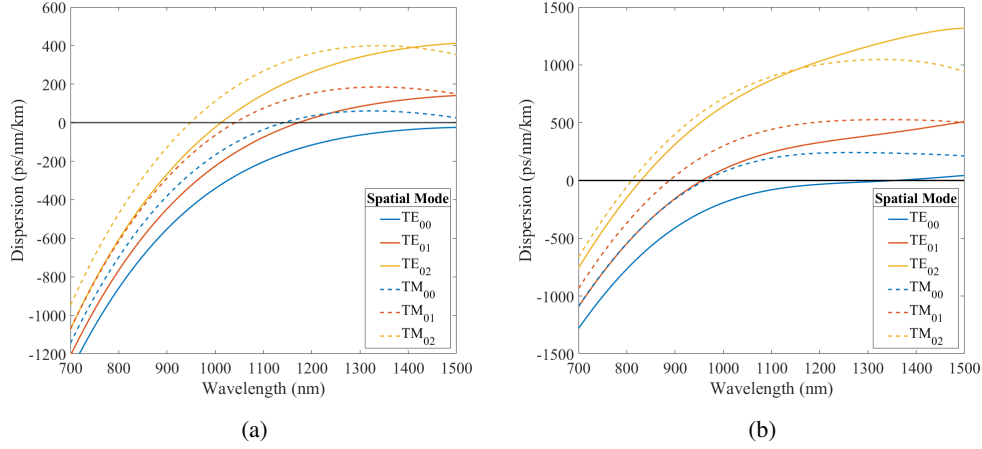 600
400
200
0
-200
-400
-600
-800
-1000
-1200
Dispersion (ps/nm/km)
700 800 900 1000 1100 1200 1300 1400 1500
Wavelength (nm)
Spatial Mode
TE00
TE01
TE02
TM00
TM01
TM02
(a)
1500
1000
500
0
-500
-1000
-1500
Dispersion (ps/nm/km)
700 800 900 1000 1100 1200 1300 1400 1500
Wavelength (nm)
Spatial Mode
TE00
TE01
TE02
TM00
TM01
TM02
(b)